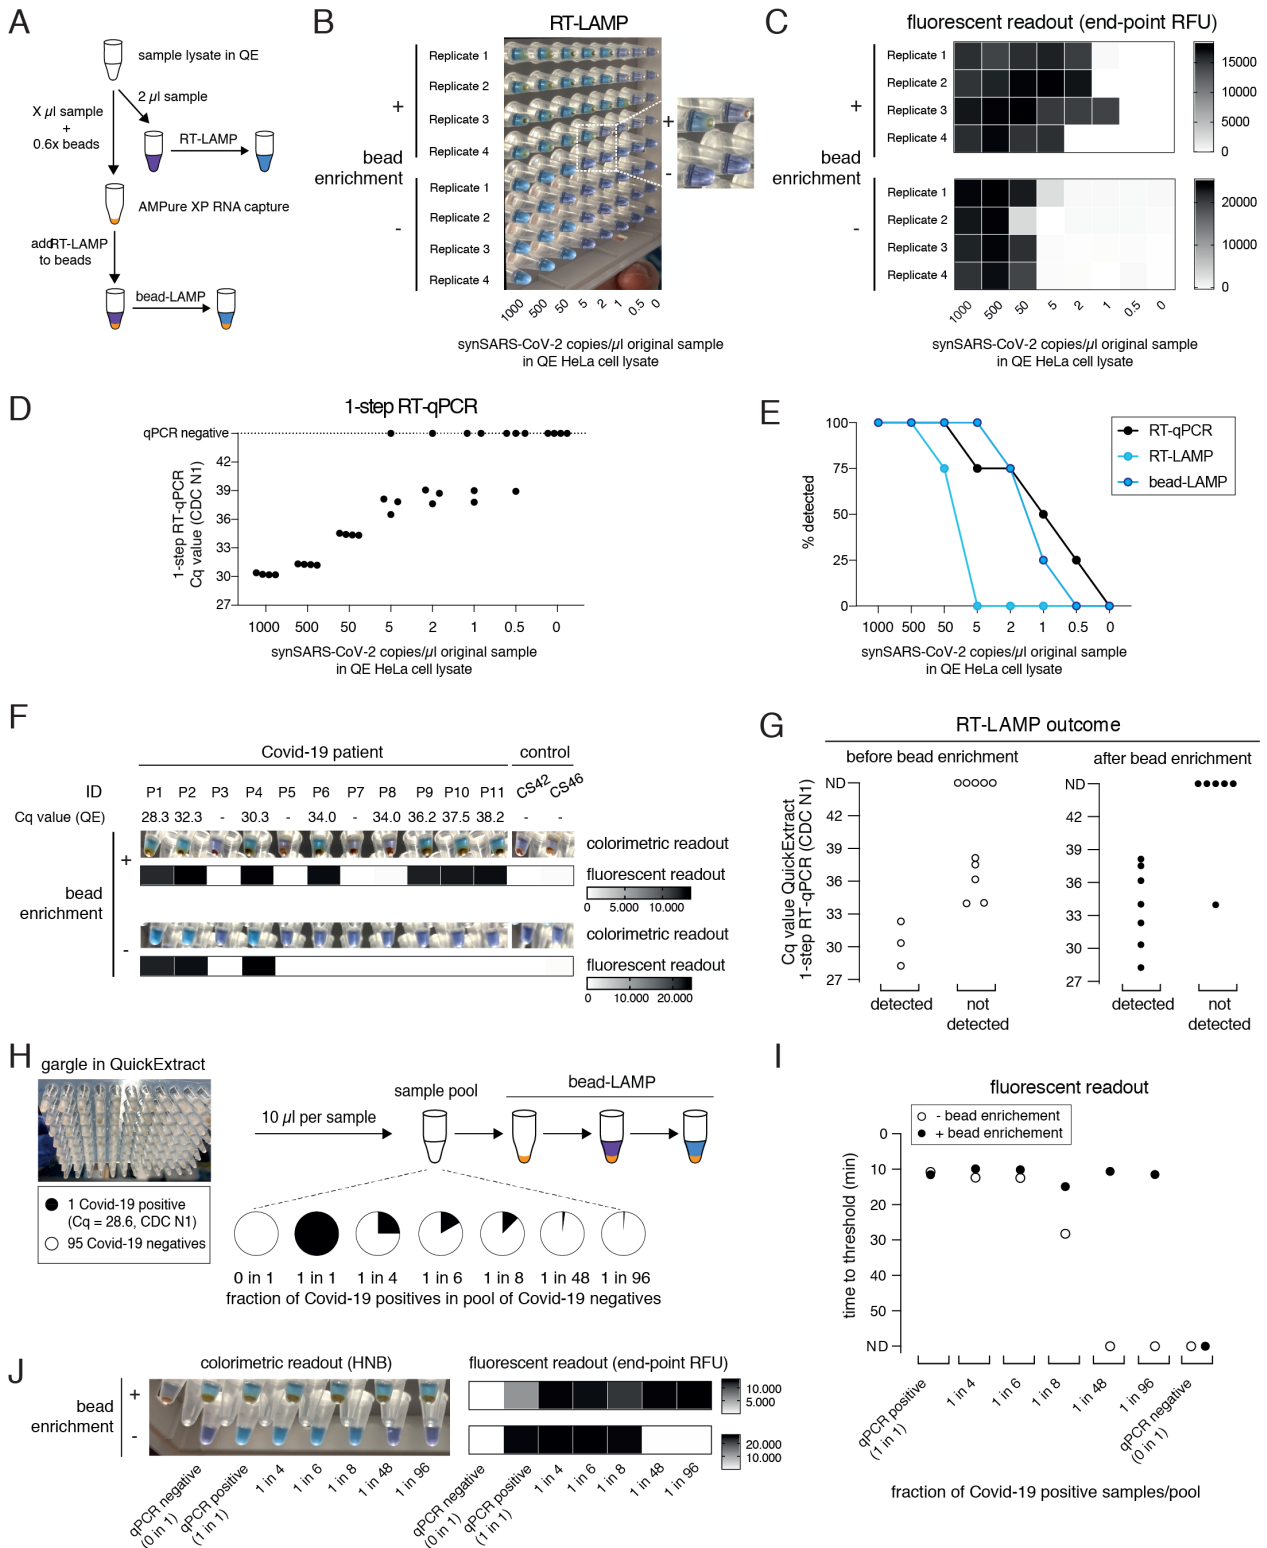 A
sample lysate in QE
X µl sample
+
0.6x beads
2 µl sample
RT-LAMP
AMPure XP RNA capture
addRT-LAMP
to beads
bead-LAMP
B
RT-LAMP
+
bead
enrichment
-
Replicate 1
Replicate 2
Replicate 3
Replicate 4
Replicate 1
Replicate 2
Replicate 3
Replicate 4
+
-
1000
500
50
5
2
1
0.5
0
synSARS-CoV-2 copies/µl original sample
in QE HeLa cell lysate
C
fluorescent readout (end-point RFU)
+
bead
enrichment
-
Replicate 1
Replicate 2
Replicate 3
Replicate 4
15000
10000
5000
0
Replicate 1
Replicate 2
Replicate 3
Replicate 4
20000
10000
0
1000
500
50
5
2
1
0.5
0
synSARS-CoV-2 copies/µl original sample
in QE HeLa cell lysate
D
1-step RT-qPCR
qPCR negative
42
39
36
33
30
27
1-step RT-qPCR
Cq value (CDC N1)
1000 500 50 5 2 1 0.5 0
synSARS-CoV-2 copies/µl original sample
in QE HeLa cell lysate
E
100
75
50
25
0
% detected
RT-qPCR
RT-LAMP
bead-LAMP
1000 500 50 5 2 1 0.5 0
synSARS-CoV-2 copies/µl original sample
in QE HeLa cell lysate
F
Covid-19 patient control
ID P1 P2 P3 P4 P5 P6 P7 P8 P9 P10 P11 CS42 CS46
Cq value (QE) 28.3 32.3 - 30.3 - 34.0 - 34.0 36.2 37.5 38.2 - -
+
bead
enrichment
-
colorimetric readout
fluorescent readout
0 5.000 10.000
colorimetric readout
fluorescent readout
0 10.000 20.000
G
RT-LAMP outcome
before bead enrichment
after bead enrichment
Cq value QuickExtract
1-step RT-qPCR (CDC N1)
ND
42
39
36
33
30
27
detected
not
detected
ND
42
39
36
33
30
27
detected
not
detected
H
gargle in QuickExtract
1 Covid-19 positive
(Cq = 28.6, CDC N1)
95 Covid-19 negatives
10 µl per sample
sample pool
bead-LAMP
0 in 1 1 in 1 1 in 4 1 in 6 1 in 8 1 in 48 1 in 96
fraction of Covid-19 positives in pool of Covid-19 negatives
I
fluorescent readout
- bead enrichement
+ bead enrichement
time to threshold (min)
0
10
20
30
40
50
ND
qPCR positive
(1 in 1)
1 in 4
1 in 6
1 in 8
1 in 48
1 in 96
qPCR negative
(0 in 1)
fraction of Covid-19 positive samples/pool
J
colorimetric readout (HNB)
fluorescent readout (end-point RFU)
bead
enrichment
+
-
10.000
5.000
20.000
10.000
qPCR negative
(0 in 1)
qPCR positive
(1 in 1)
1 in 4
1 in 6
1 in 8
1 in 48
1 in 96
qPCR negative
(0 in 1)
qPCR positive
(1 in 1)
1 in 4
1 in 6
1 in 8
1 in 48
1 in 96